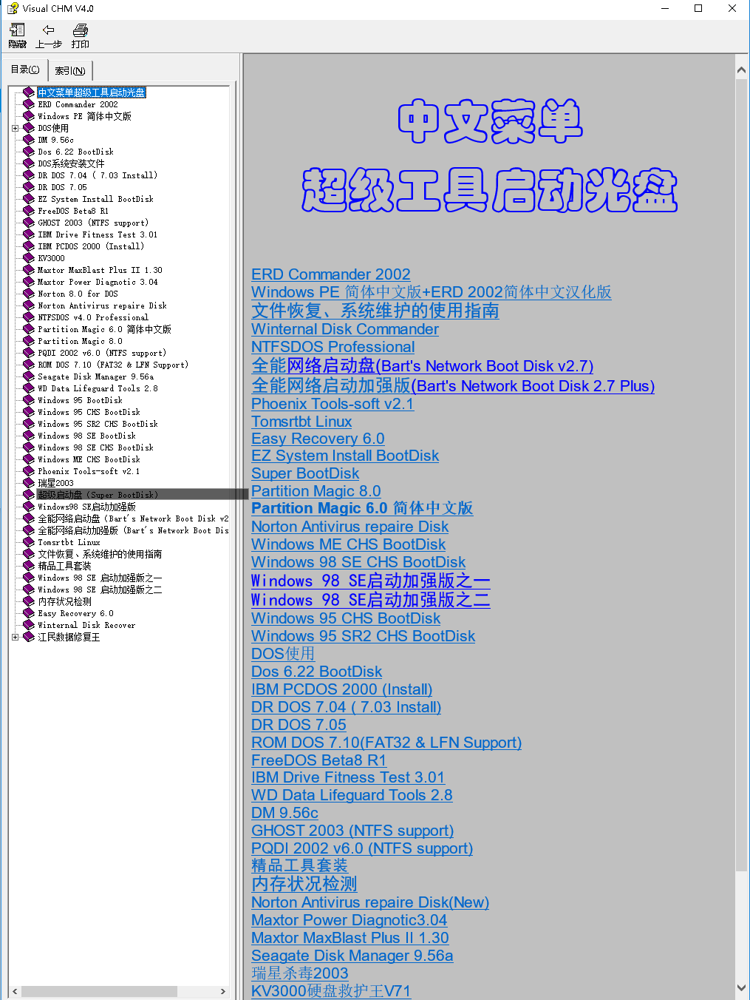 Visual CHM V4.0
隐藏 上一步 打印
目录(C) 索引(N)
中文菜单超级工具启动光盘
ERD Commander 2002
Windows PE 简体中文版
DOS使用
DM 9.56c
Dos 6.22 BootDisk
DOS系统安装文件
DR DOS 7.04 ( 7.03 Install)
DR DOS 7.05
EZ System Install BootDisk
FreeDOS Beta8 R1
GHOST 2003 (NTFS support)
IBM Drive Fitness Test 3.01
IBM PCDOS 2000 (Install)
KV3000
Maxtor MaxBlast Plus II 1.30
Maxtor Power Diagnotic 3.04
Norton 8.0 for DOS
Norton Antivirus repaire Disk
NTFSDOS v4.0 Professional
Partition Magic 6.0 简体中文版
Partition Magic 8.0
PQDI 2002 v6.0 (NTFS support)
ROM DOS 7.10 (FAT32 & LFN Support)
Seagate Disk Manager 9.56a
WD Data Lifeguard Tools 2.8
Windows 95 BootDisk
Windows 95 CHS BootDisk
Windows 95 SR2 CHS BootDisk
Windows 98 SE BootDisk
Windows 98 SE CHS BootDisk
Windows ME CHS BootDisk
Phoenix Tools-soft v2.1
瑞星2003
超级启动盘 (Super BootDisk)
Windows98 SE启动加强版
全能网络启动盘 (Bart's Network Boot Disk v2
全能网络启动加强版 (Bart's Network Boot Dis
Tomsrtbt Linux
文件恢复、系统维护的使用指南
精品工具套装
Windows 98 SE 启动加强版之一
Windows 98 SE 启动加强版之二
内存状况检测
Easy Recovery 6.0
Winternal Disk Recover
江民数据修复王
中文菜单
超级工具启动光盘
ERD Commander 2002
Windows PE 简体中文版+ERD 2002简体中文汉化版
文件恢复、系统维护的使用指南
Winternal Disk Commander
NTFSDOS Professional
全能网络启动盘(Bart's Network Boot Disk v2.7)
全能网络启动加强版(Bart's Network Boot Disk 2.7 Plus)
Phoenix Tools-soft v2.1
Tomsrtbt Linux
Easy Recovery 6.0
EZ System Install BootDisk
Super BootDisk
Partition Magic 8.0
Partition Magic 6.0 简体中文版
Norton Antivirus repaire Disk
Windows ME CHS BootDisk
Windows 98 SE CHS BootDisk
Windows 98 SE启动加强版之一
Windows 98 SE启动加强版之二
Windows 95 CHS BootDisk
Windows 95 SR2 CHS BootDisk
DOS使用
Dos 6.22 BootDisk
IBM PCDOS 2000 (Install)
DR DOS 7.04 ( 7.03 Install)
DR DOS 7.05
ROM DOS 7.10(FAT32 & LFN Support)
FreeDOS Beta8 R1
IBM Drive Fitness Test 3.01
WD Data Lifeguard Tools 2.8
DM 9.56c
GHOST 2003 (NTFS support)
PQDI 2002 v6.0 (NTFS support)
精品工具套装
内存状况检测
Norton Antivirus repaire Disk(New)
Maxtor Power Diagnotic3.04
Maxtor MaxBlast Plus II 1.30
Seagate Disk Manager 9.56a
瑞星杀毒2003
KV3000硬盘救护王V71